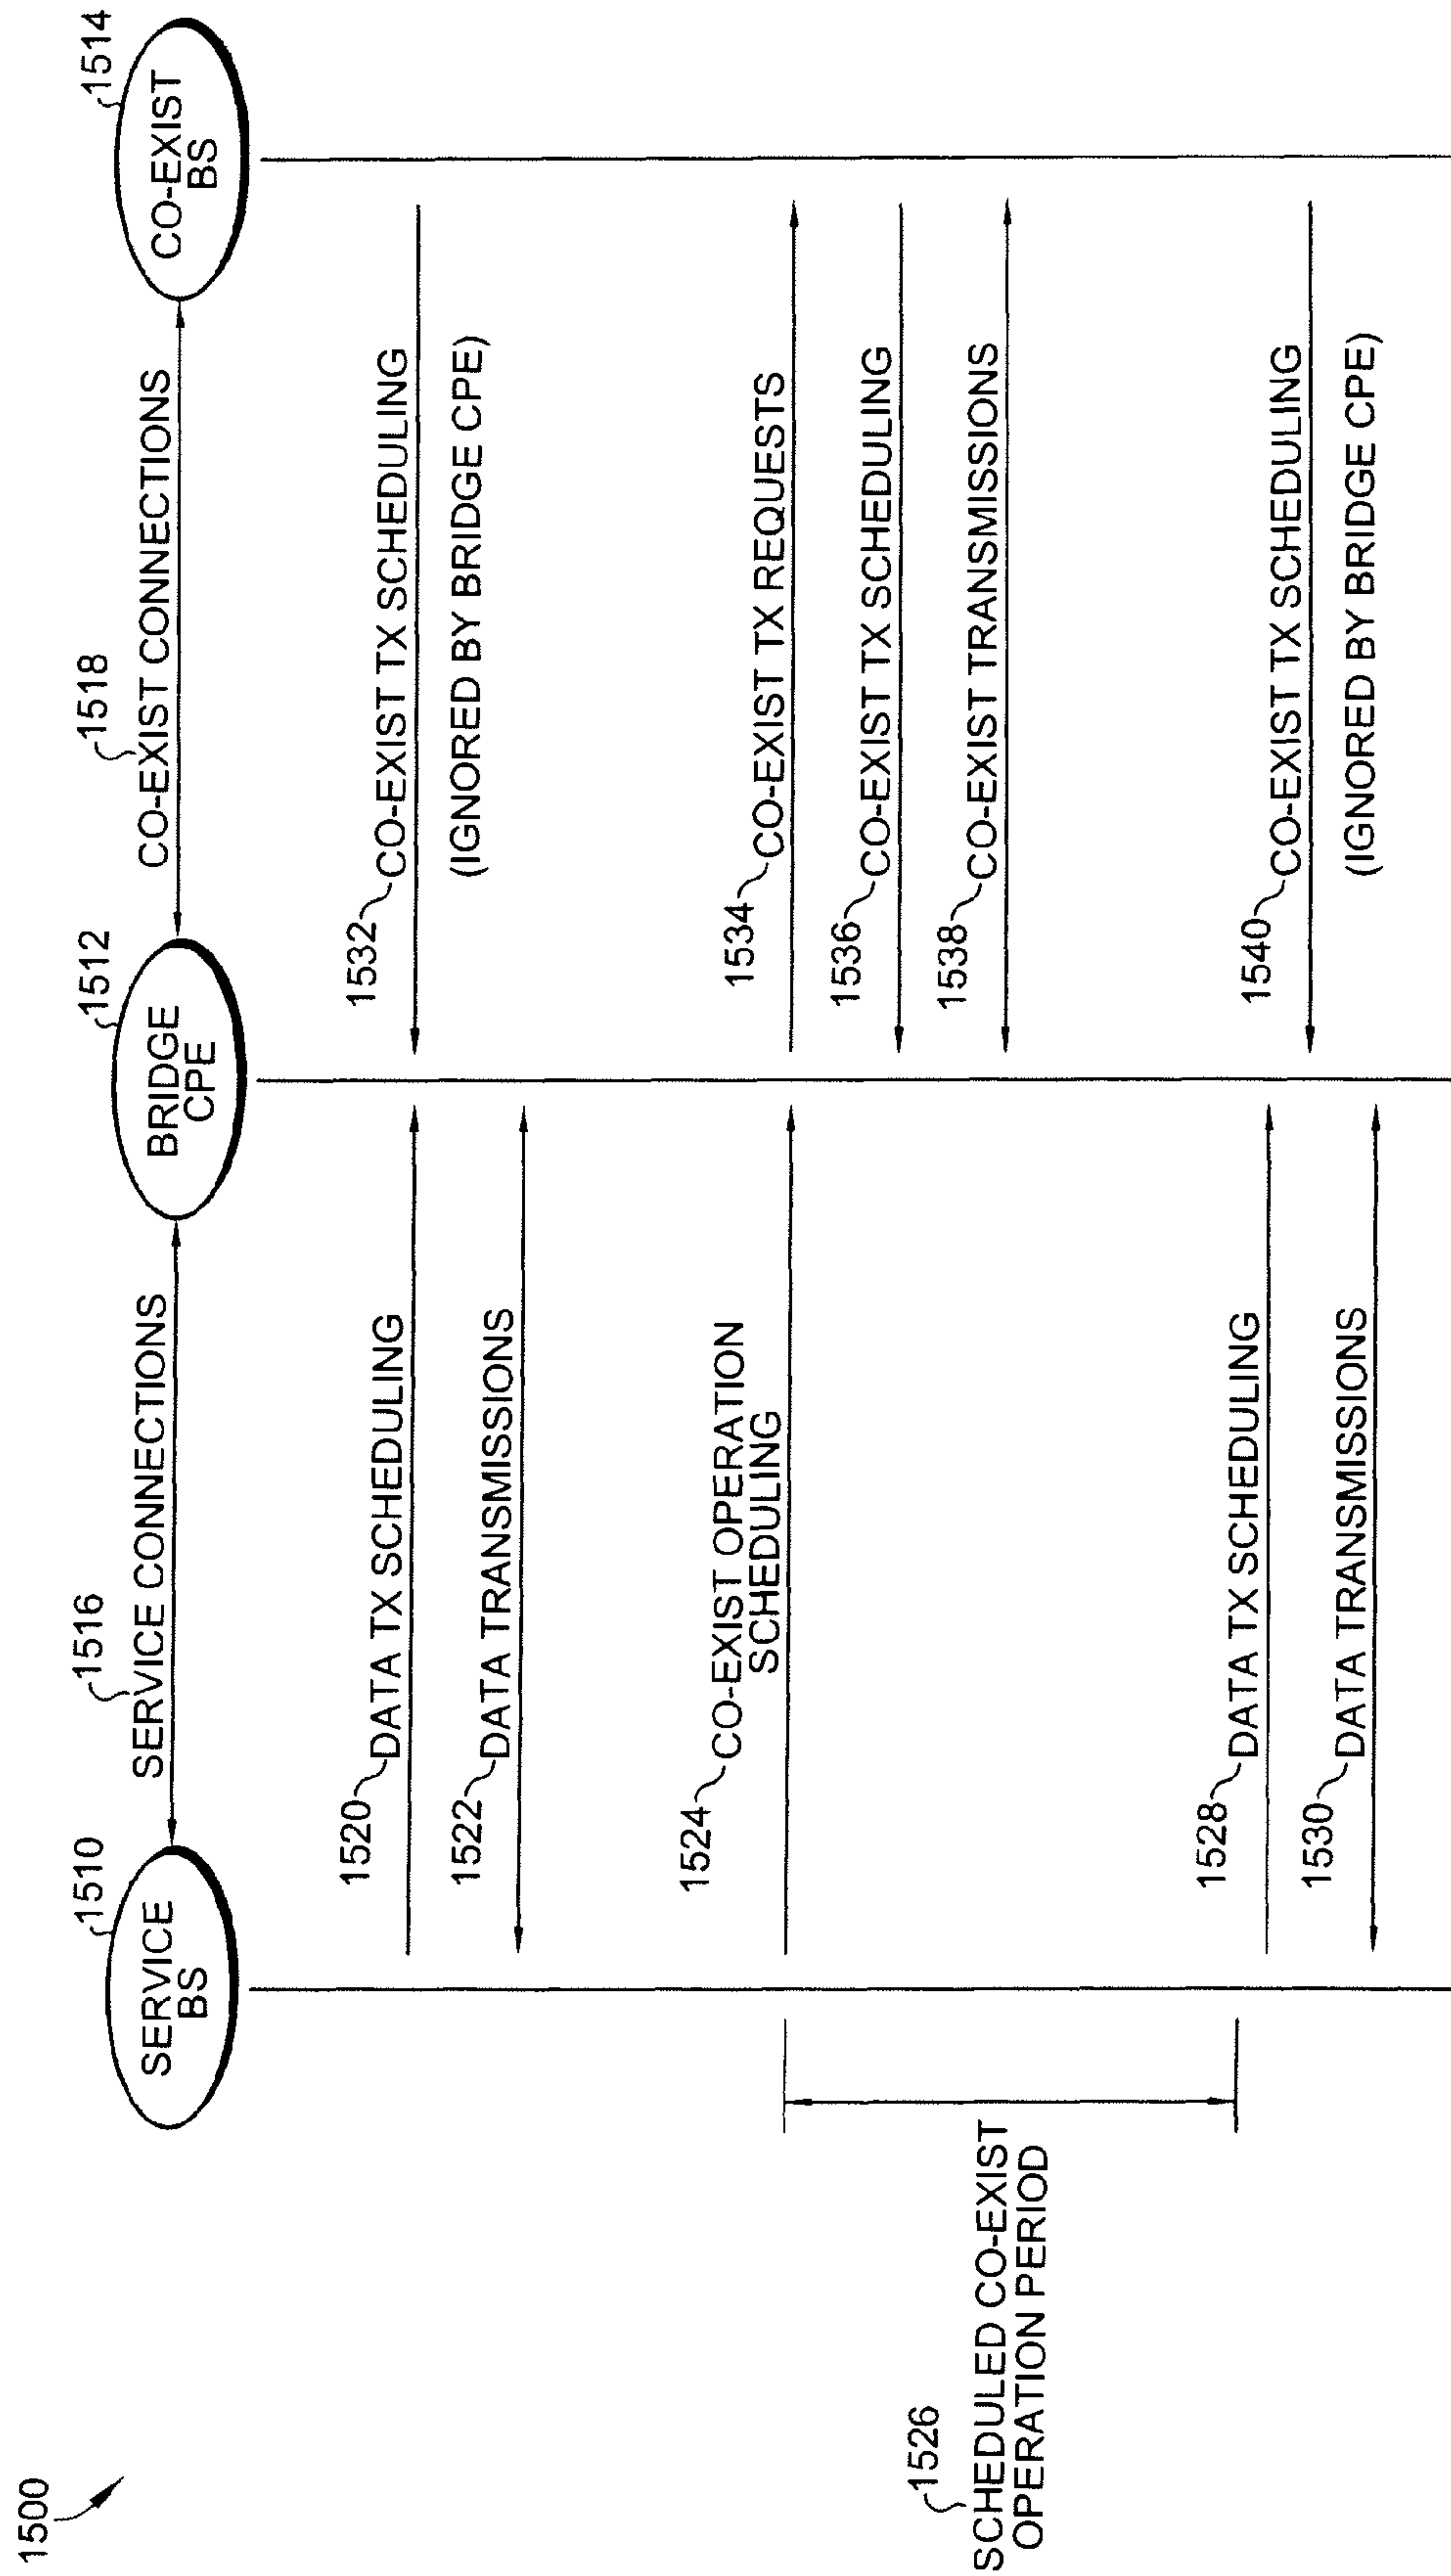 1500
1510
SERVICE
BS
1516
SERVICE CONNECTIONS
1512
BRIDGE
CPE
1518
CO-EXIST CONNECTIONS
1514
CO-EXIST
BS
1520
DATA TX SCHEDULING
1532
CO-EXIST TX SCHEDULING
(IGNORED BY BRIDGE CPE)
1522
DATA TRANSMISSIONS
1524
CO-EXIST OPERATION
SCHEDULING
1534
CO-EXIST TX REQUESTS
1536
CO-EXIST TX SCHEDULING
1526
SCHEDULED CO-EXIST
OPERATION PERIOD
1538
CO-EXIST TRANSMISSIONS
1528
DATA TX SCHEDULING
1540
CO-EXIST TX SCHEDULING
(IGNORED BY BRIDGE CPE)
1530
DATA TRANSMISSIONS